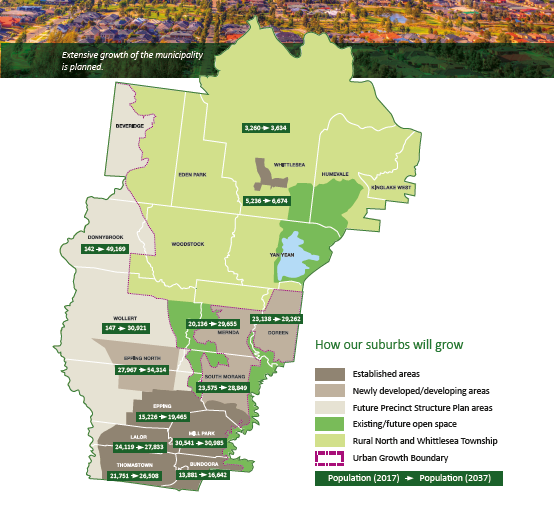 Extensive growth of the municipality
is planned.
BEVERIDGE
3,260 → 3,634
WHITTLESEA
EDEN PARK
HUMEVALE
KINGLAKE WEST
5,236 → 6,674
DONNYBROOK
142 → 49,169
WOODSTOCK
YAN YEAN
WOLLERT
147 → 30,921
20,136 → 29,655
MERNDA
23,138 → 29,262
DOREEN
EPPING NORTH
27,967 → 54,314
SOUTH MORANG
23,575 → 28,849
EPPING
15,226 → 19,465
LALOR
24,119 → 27,833
MILL PARK
30,541 → 30,985
THOMASTOWN
21,751 → 26,508
BUNDOORA
13,881 → 16,642
How our suburbs will grow
Established areas
Newly developed/developing areas
Future Precinct Structure Plan areas
Existing/future open space
Rural North and Whittlesea Township
Urban Growth Boundary
Population (2017) → Population (2037)